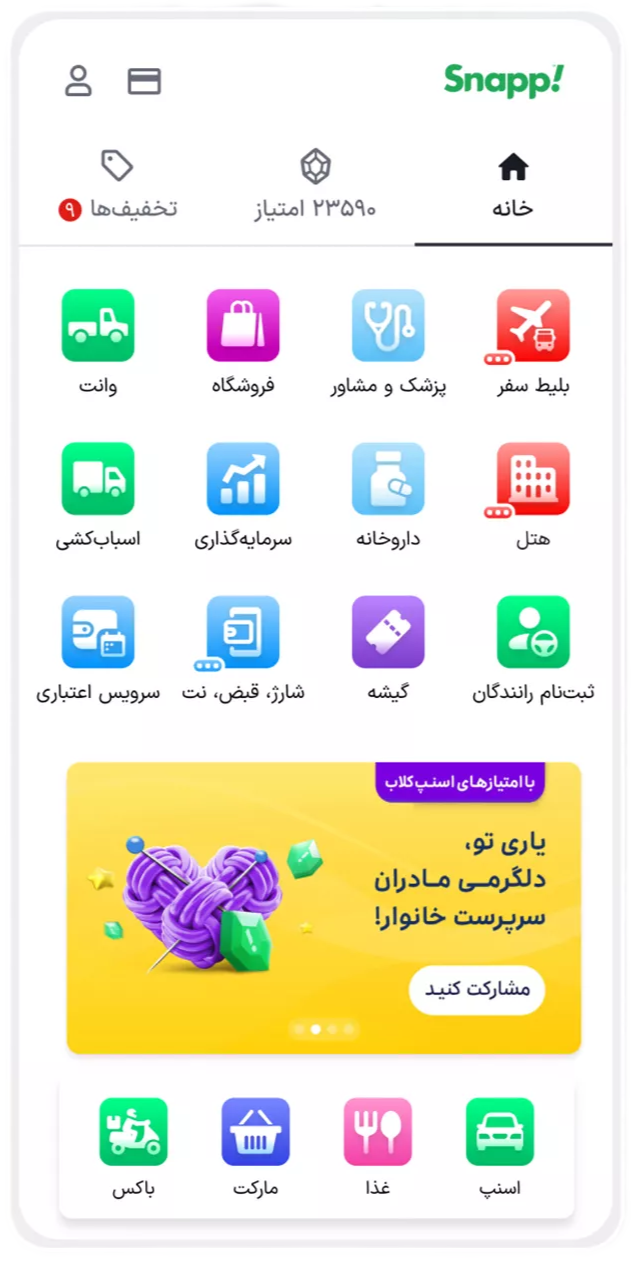 Snapp!
خانه
۲۳۵۹۰ امتیاز
تخفیف‌ها ۹
بلیط سفر
پزشک و مشاور
فروشگاه
وانت
هتل
داروخانه
سرمایه‌گذاری
اسباب‌کشی
ثبت‌نام رانندگان
گیشه
شارژ، قبض، نت
سرویس اعتباری
با امتیازهای اسنپ‌کلاب
یاری تو،
دلگرمـی مـادران
سرپرست خانوار!
مشارکت کنید
اسنپ
غذا
مارکت
باکس